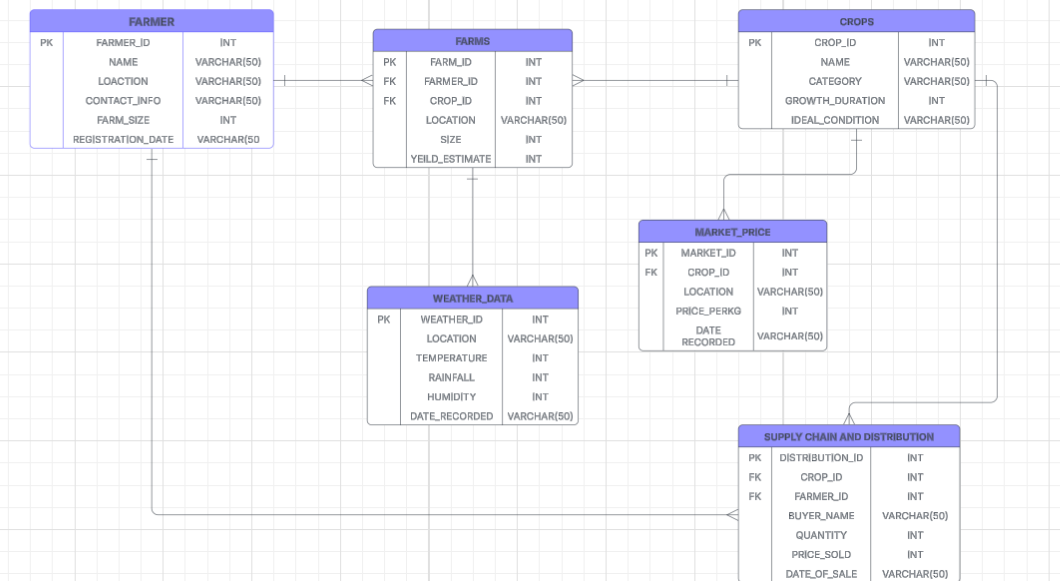 FARMER
PK FARMER_ID INT
NAME VARCHAR(50)
LOACTION VARCHAR(50)
CONTACT_INFO VARCHAR(50)
FARM_SIZE INT
REGISTRATION_DATE VARCHAR(50
FARMS
PK FARM_ID INT
FK FARMER_ID INT
FK CROP_ID INT
LOCATION VARCHAR(50)
SIZE INT
YEILD_ESTIMATE INT
CROPS
PK CROP_ID INT
NAME VARCHAR(50)
CATEGORY VARCHAR(50)
GROWTH_DURATION INT
IDEAL_CONDITION VARCHAR(50)
MARKET_PRICE
PK MARKET_ID INT
FK CROP_ID INT
LOCATION VARCHAR(50)
PRICE_PERKG INT
DATE
RECORDED VARCHAR(50)
WEATHER_DATA
PK WEATHER_ID INT
LOCATION VARCHAR(50)
TEMPERATURE INT
RAINFALL INT
HUMIDITY INT
DATE_RECORDED VARCHAR(50)
SUPPLY CHAIN AND DISTRIBUTION
PK DISTRIBUTION_ID INT
FK CROP_ID INT
FK FARMER_ID INT
BUYER_NAME VARCHAR(50)
QUANTITY INT
PRICE_SOLD INT
DATE_OF_SALE VARCHAR(50)